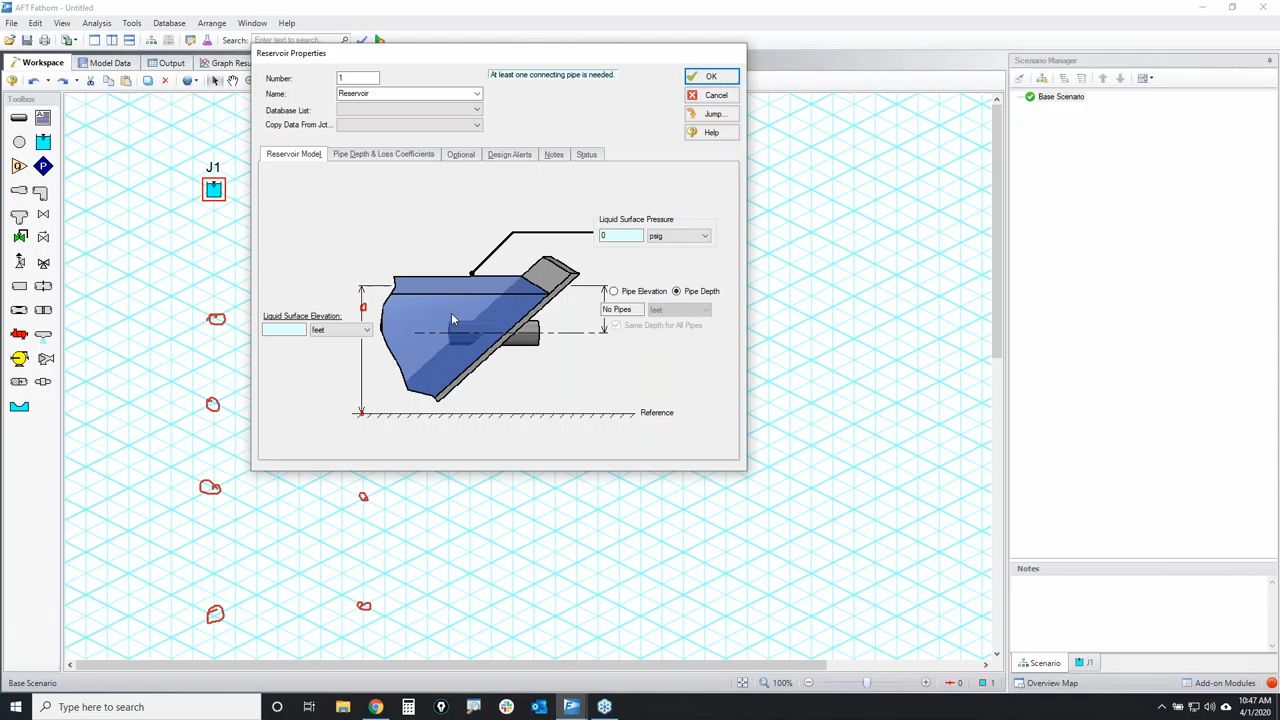 AFT Fathom - Untitled
File Edit View Analysis Tools Database Arrange Window Help
Search: Enter text here to search
Workspace Model Data Output Graph Resu
100%
Toolbox
J1
Reservoir Properties
Number: 1
Name: Reservoir
Database List:
Copy Data From Jct...
At least one connecting pipe is needed.
OK
Cancel
Jump...
Help
Reservoir Model Pipe Depth & Loss Coefficients Optional Design Alerts Notes Status
Liquid Surface Pressure
0 psig
Pipe Elevation Pipe Depth
No Pipes feet
Same Depth for All Pipes
Liquid Surface Elevation:
feet
Reference
Scenario Manager
Base Scenario
Notes
Scenario J1
Base Scenario 100% 0 1 Overview Map Add-on Modules
Type here to search
10:47 AM
4/1/2020